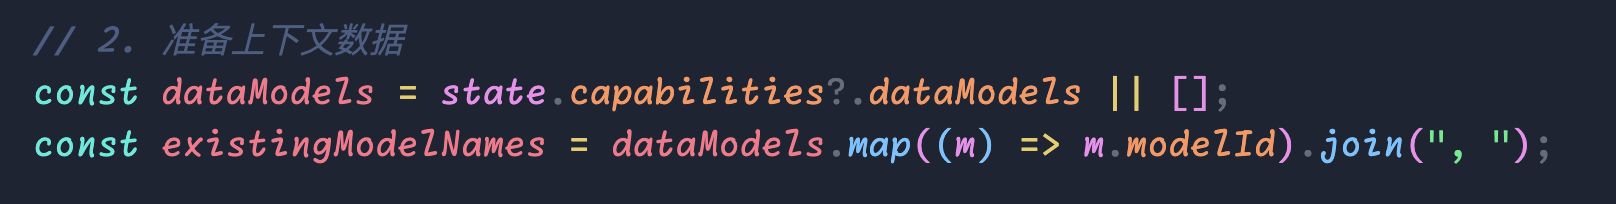 // 2. 准备上下文数据
const dataModels = state.capabilities?.dataModels || [];
const existingModelNames = dataModels.map((m) => m.modelId).join(", ");